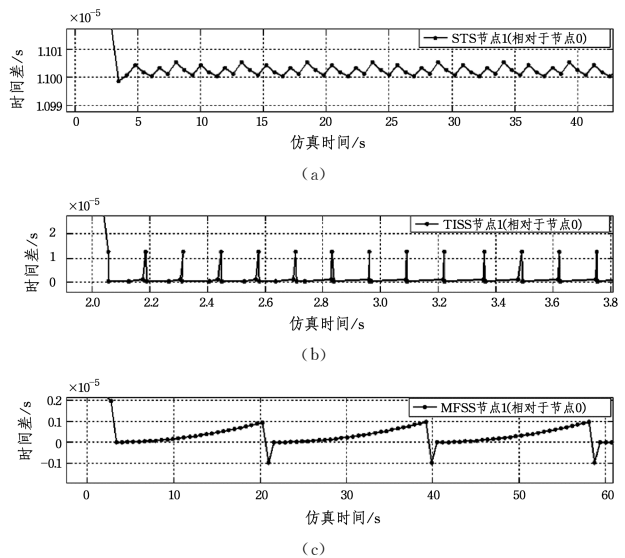 ×10⁻⁵
STS节点1(相对于节点0)
1.101
1.100
1.099
时间差/s
0 5 10 15 20 25 30 35 40
仿真时间/s
（a）
×10⁻⁵
TISS节点1(相对于节点0)
2
1
0
时间差/s
2.0 2.2 2.4 2.6 2.8 3.0 3.2 3.4 3.6 3.8
仿真时间/s
（b）
×10⁻⁵
MFSS节点1(相对于节点0)
0.2
0.1
0
−0.1
时间差/s
0 10 20 30 40 50 60
仿真时间/s
（c）